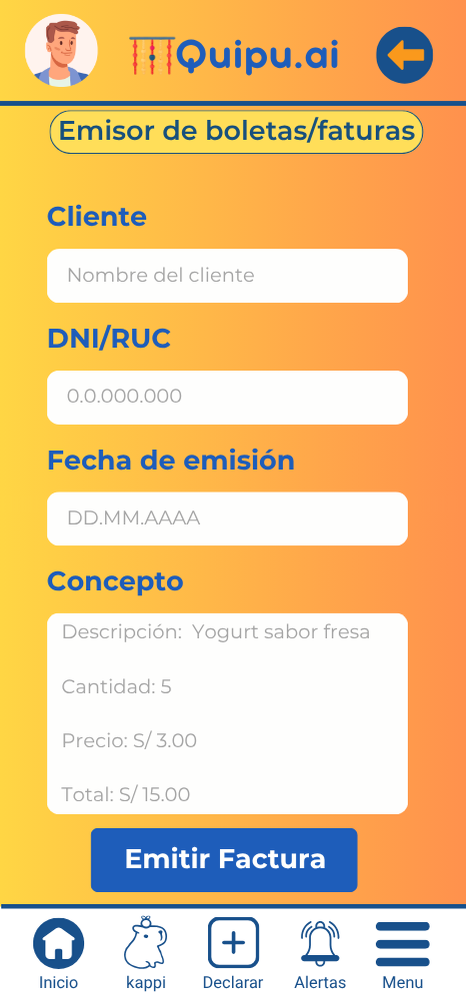 Quipu.ai
Emisor de boletas/faturas
Cliente
Nombre del cliente
DNI/RUC
0.0.000.000
Fecha de emisión
DD.MM.AAAA
Concepto
Descripción: Yogurt sabor fresa
Cantidad: 5
Precio: S/ 3.00
Total: S/ 15.00
Emitir Factura
Inicio kappi Declarar Alertas Menu